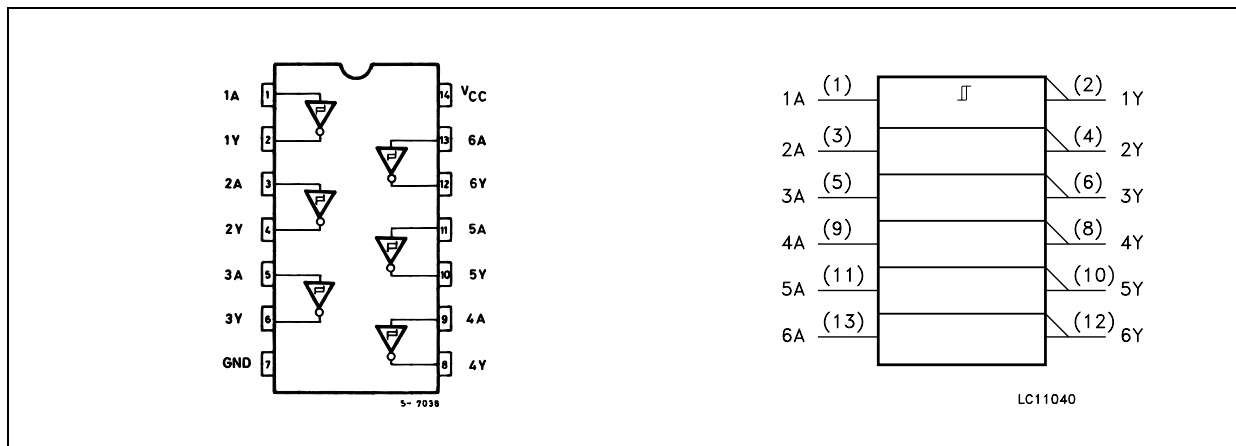 1A 1 14 VCC
1Y 2 13 6A
2A 3 12 6Y
2Y 4 11 5A
3A 5 10 5Y
3Y 6 9 4A
GND 7 8 4Y
S- 7038
1A (1) (2) 1Y
2A (3) (4) 2Y
3A (5) (6) 3Y
4A (9) (8) 4Y
5A (11) (10) 5Y
6A (13) (12) 6Y
LC11040